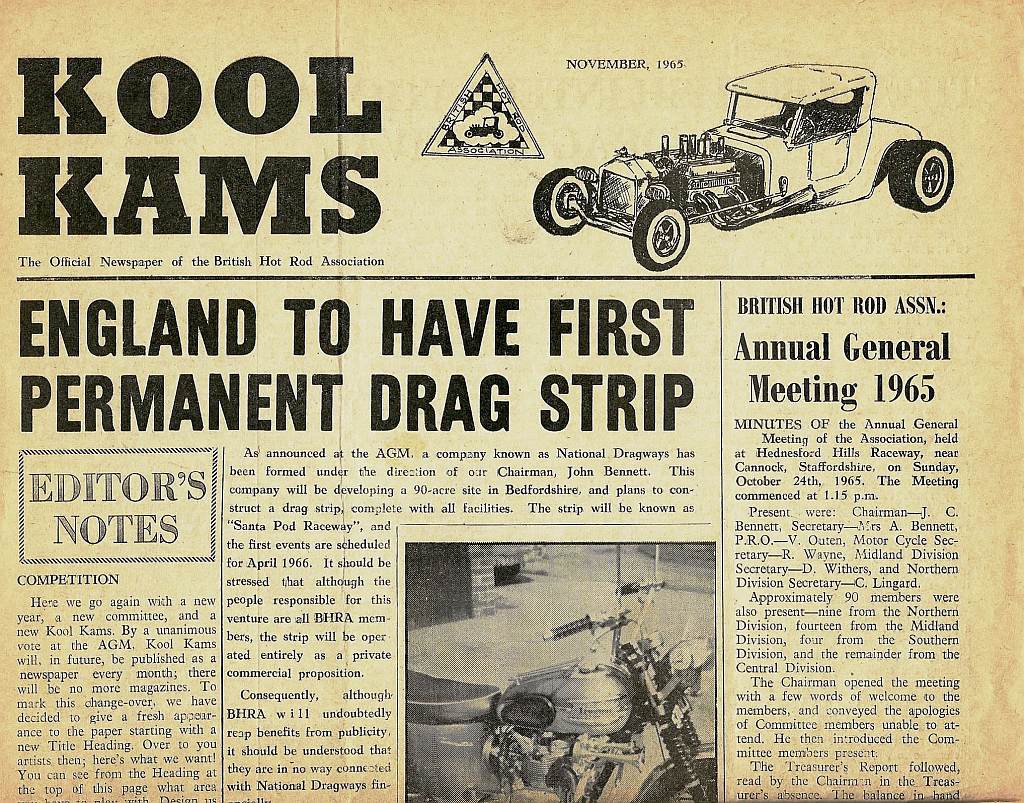 KOOL
KAMS
The Official Newspaper of the British Hot Rod Association
BRITISH HOT ROD
ASSOCIATION
NOVEMBER, 1965
ENGLAND TO HAVE FIRST
PERMANENT DRAG STRIP
EDITOR'S
NOTES
COMPETITION
Here we go again with a new
year, a new committee, and a
new Kool Kams. By a unanimous
vote at the AGM, Kool Kams
will, in future, be published as a
newspaper every month; there
will be no more magazines. To
mark this change-over, we have
decided to give a fresh appear-
ance to the paper starting with a
new Title Heading. Over to you
artists then; here's what we want!
You can see from the Heading at
the top of this page what area
you have to play with. Design us
As announced at the AGM, a company known as National Dragways has
been formed under the direction of our Chairman, John Bennett. This
company will be developing a 90-acre site in Bedfordshire, and plans to con-
struct a drag strip, complete with all facilities. The strip will be known as
"Santa Pod Raceway", and
the first events are scheduled
for April 1966. It should be
stressed that although the
people responsible for this
venture are all BHRA mem-
bers, the strip will be oper-
ated entirely as a private
commercial proposition.
Consequently, although
BHRA will undoubtedly
reap benefits from publicity,
it should be understood that
they are in no way connected
with National Dragways fin-
ancially.
BRITISH HOT ROD ASSN.:
Annual General
Meeting 1965
MINUTES OF the Annual General
Meeting of the Association, held
at Hednesford Hills Raceway, near
Cannock, Staffordshire, on Sunday,
October 24th, 1965. The Meeting
commenced at 1.15 p.m.
Present were: Chairman—J. C.
Bennett, Secretary—Mrs A. Bennett,
P.R.O.—V. Outen, Motor Cycle Sec-
retary—R. Wayne, Midland Division
Secretary—D. Withers, and Northern
Division Secretary—C. Lingard.
Approximately 90 members were
also present—nine from the Northern
Division, fourteen from the Midland
Division, four from the Southern
Division, and the remainder from the
Central Division.
The Chairman opened the meeting
with a few words of welcome to the
members, and conveyed the apologies
of Committee members unable to at-
tend. He then introduced the Com-
mittee members present.
The Treasurer's Report followed,
read by the Chairman in the Treas-
urer's absence. The balance in hand